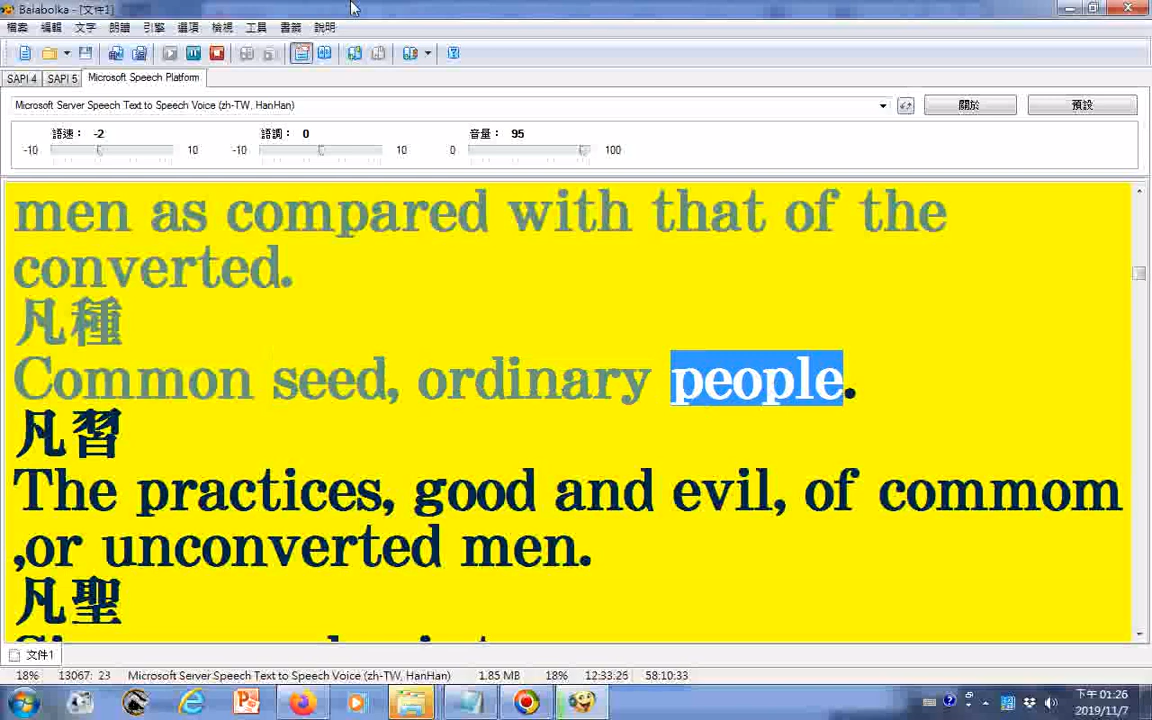 Balabolka - [文件1]
檔案 編輯 文字 朗讀 引擎 選項 檢視 工具 書籤 說明
SAPI 4 SAPI 5 Microsoft Speech Platform
Microsoft Server Speech Text to Speech Voice (zh-TW, HanHan) 關於 預設
語速： -2 語調： 0 音量： 95
-10 10 -10 10 0 100
men as compared with that of the
converted.
凡種
Common seed, ordinary people.
凡習
The practices, good and evil, of commom
,or unconverted men.
凡聖
文件1
18% 13067: 23 Microsoft Server Speech Text to Speech Voice (zh-TW, HanHan) 1.85 MB 18% 12:33:25 58:10:33
下午 01:26
2019/11/7